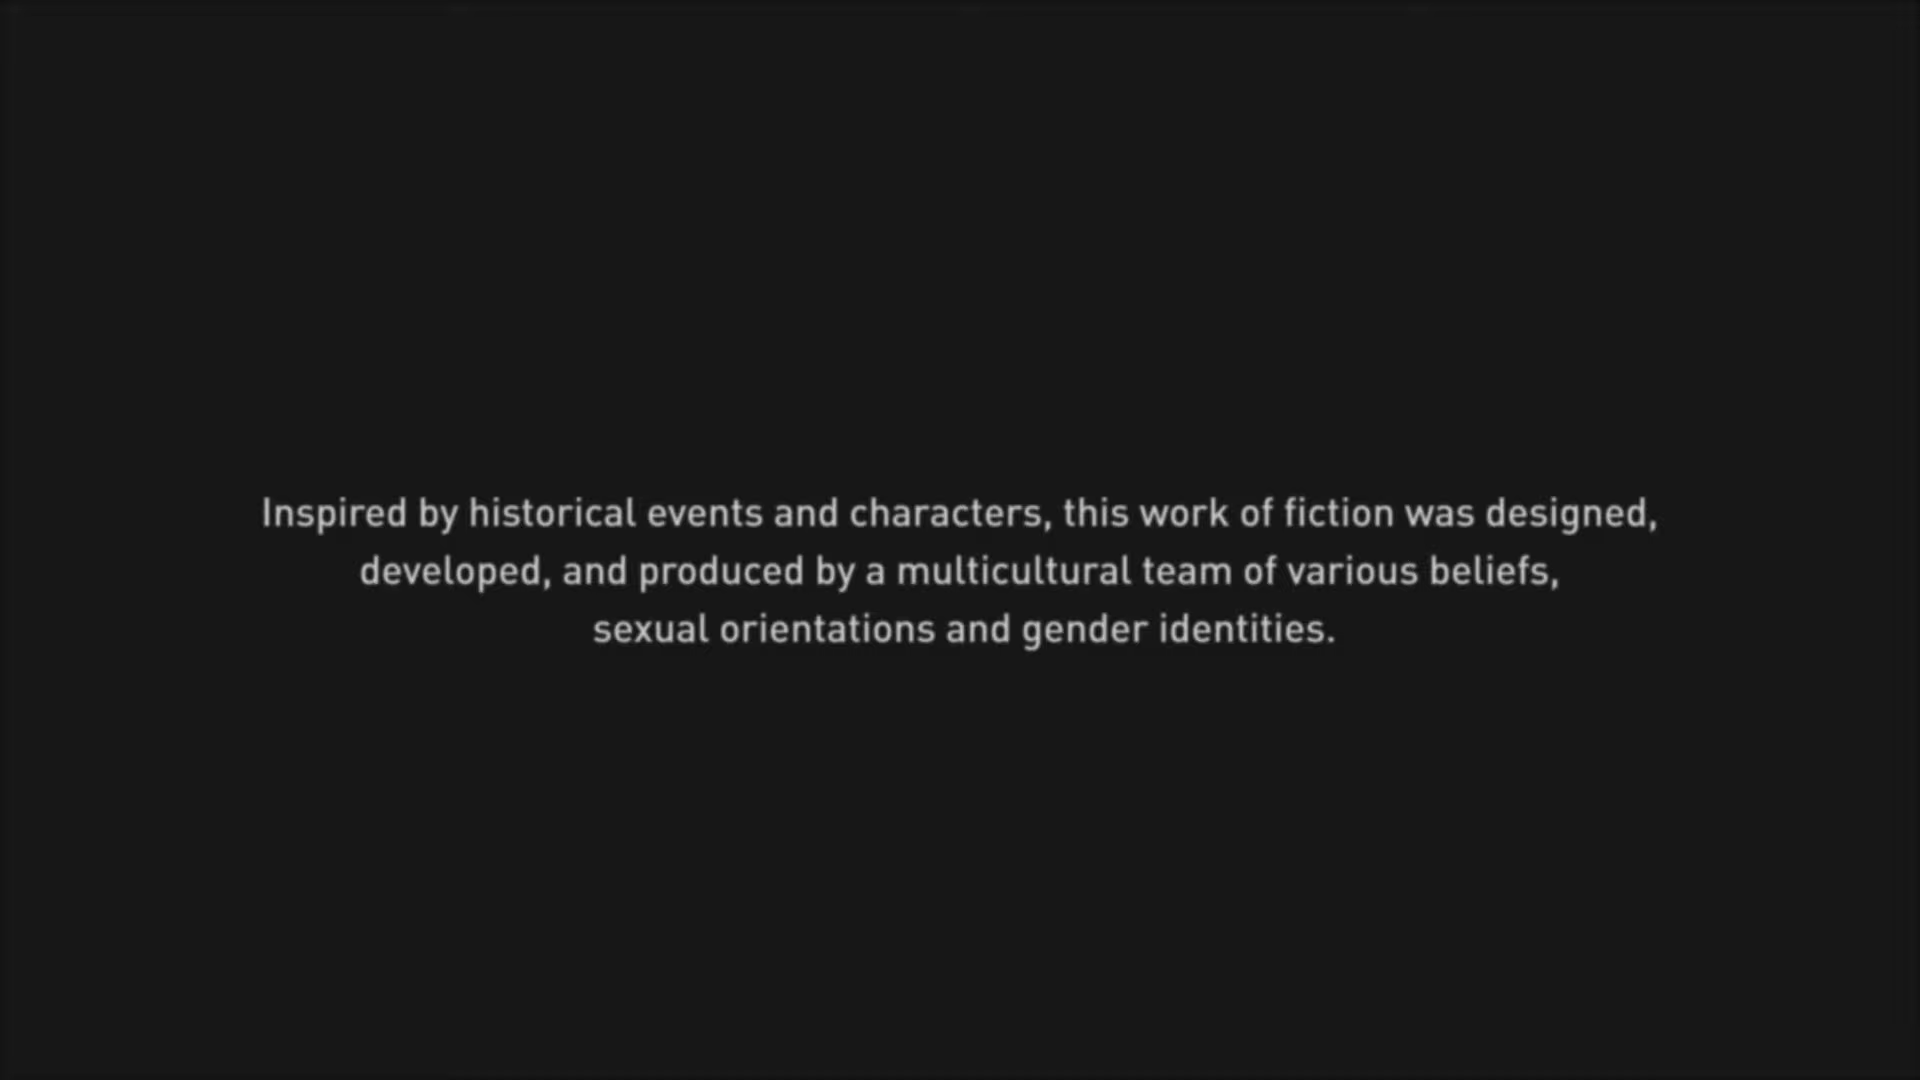 Inspired by historical events and characters, this work of fiction was designed,
developed, and produced by a multicultural team of various beliefs,
sexual orientations and gender identities.